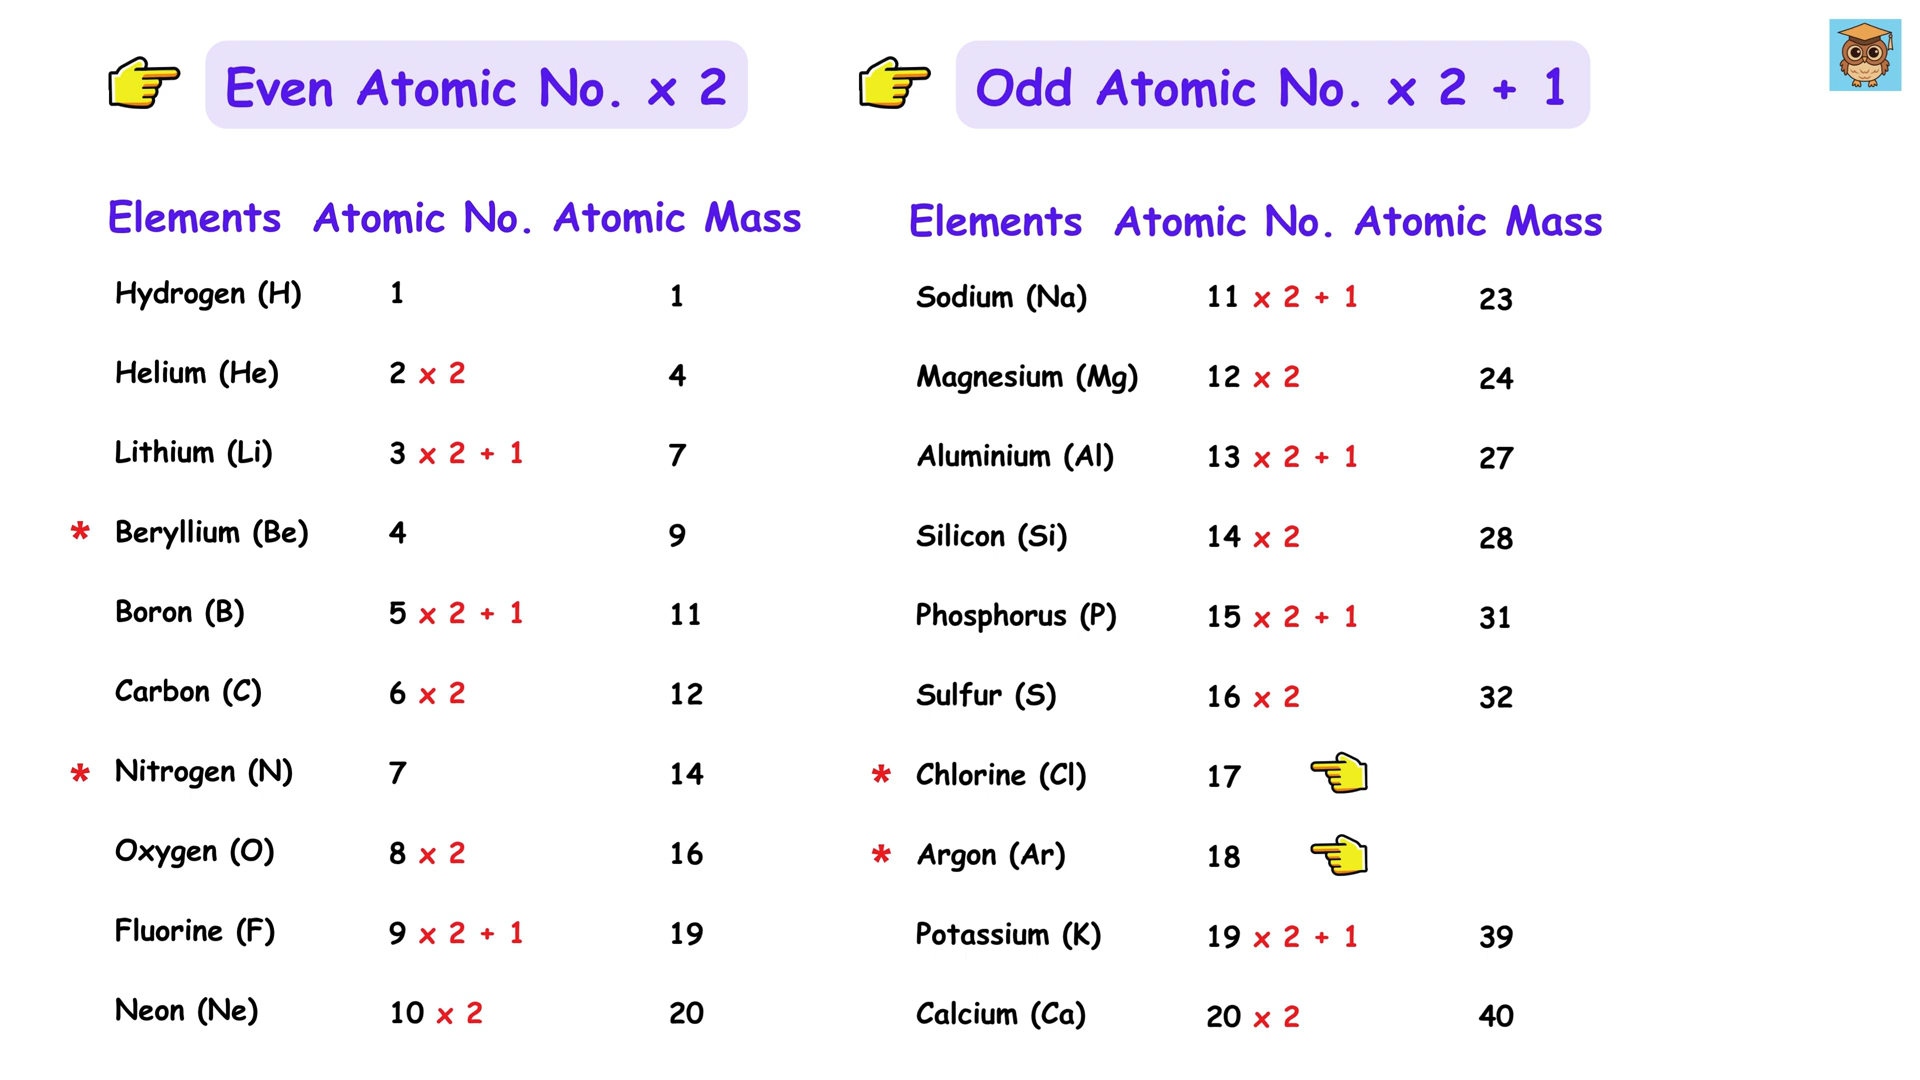 Even Atomic No. x 2
Odd Atomic No. x 2 + 1
Elements Atomic No. Atomic Mass
Hydrogen (H) 1 1
Helium (He) 2 x 2 4
Lithium (Li) 3 x 2 + 1 7
* Beryllium (Be) 4 9
Boron (B) 5 x 2 + 1 11
Carbon (C) 6 x 2 12
* Nitrogen (N) 7 14
Oxygen (O) 8 x 2 16
Fluorine (F) 9 x 2 + 1 19
Neon (Ne) 10 x 2 20
Elements Atomic No. Atomic Mass
Sodium (Na) 11 x 2 + 1 23
Magnesium (Mg) 12 x 2 24
Aluminium (Al) 13 x 2 + 1 27
Silicon (Si) 14 x 2 28
Phosphorus (P) 15 x 2 + 1 31
Sulfur (S) 16 x 2 32
* Chlorine (Cl) 17
* Argon (Ar) 18
Potassium (K) 19 x 2 + 1 39
Calcium (Ca) 20 x 2 40